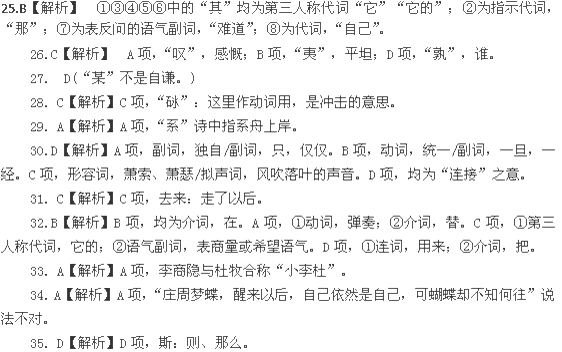 25.B【解析】 ①③④⑤⑥中的“其”均为第三人称代词“它”“它的”；②为指示代词，
“那”；⑦为表反问的语气副词，“难道”；⑧为代词，“自己”。
26.C【解析】 A项，“叹”，感慨；B项，“夷”，平坦；D项，“孰”，谁。
27. D(“某”不是自谦。)
28. C【解析】C项，“砯”：这里作动词用，是冲击的意思。
29. A【解析】A项，“系”诗中指系舟上岸。
30.D【解析】A项，副词，独自/副词，只，仅仅。B项，动词，统一/副词，一旦，一
经。C项，形容词，萧索、萧瑟/拟声词，风吹落叶的声音。D项，均为“连接”之意。
31. C【解析】C项，去来：走了以后。
32.B【解析】B项，均为介词，在。A项，①动词，弹奏；②介词，替。C项，①第三
人称代词，它的；②语气副词，表商量或希望语气。D项，①连词，用来；②介词，把。
33. A【解析】A项，李商隐与杜牧合称“小李杜”。
34. A【解析】A项，“庄周梦蝶，醒来以后，自己依然是自己，可蝴蝶却不知何往”说
法不对。
35. D【解析】D项，斯：则、那么。